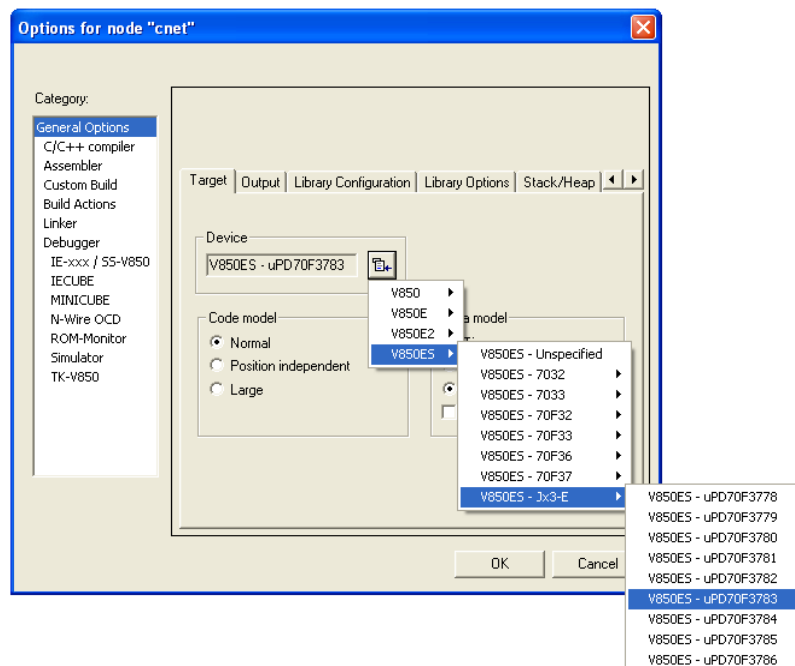 Options for node "cnet"
Category:
General Options
C/C++ compiler
Assembler
Custom Build
Build Actions
Linker
Debugger
IE-xxx / SS-V850
IECUBE
MINICUBE
N-Wire OCD
ROM-Monitor
Simulator
TK-V850
Target Output Library Configuration Library Options Stack/Heap
Device
V850ES - uPD70F3783
Code model
Normal
Position independent
Large
a model
V850
V850E
V850E2
V850ES
V850ES - Unspecified
V850ES - 7032
V850ES - 7033
V850ES - 70F32
V850ES - 70F33
V850ES - 70F36
V850ES - 70F37
V850ES - Jx3-E
V850ES - uPD70F3778
V850ES - uPD70F3779
V850ES - uPD70F3780
V850ES - uPD70F3781
V850ES - uPD70F3782
V850ES - uPD70F3783
V850ES - uPD70F3784
V850ES - uPD70F3785
V850ES - uPD70F3786
OK Cancel